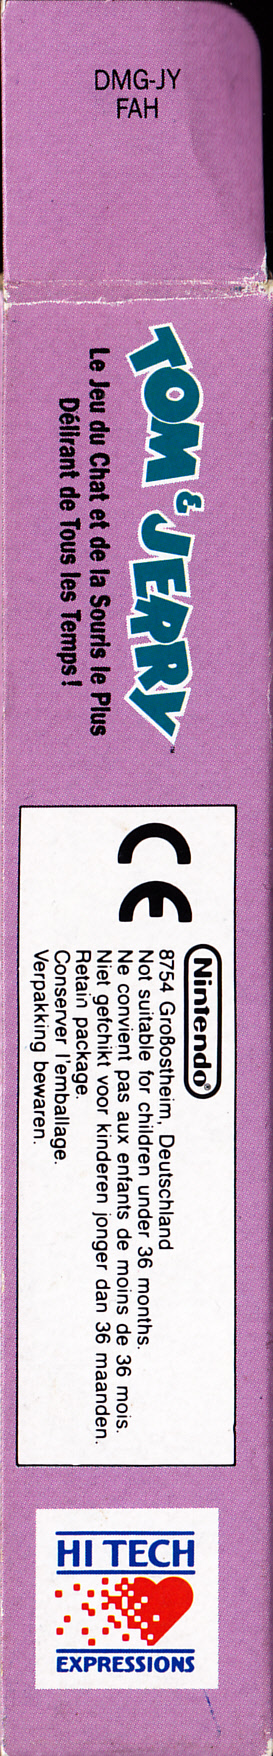 DMG-JY
FAH
TOM & JERRY™
Le Jeu du Chat et de la Souris le Plus
Délirant de Tous les Temps!
CE
Nintendo®
8754 Großostheim, Deutschland
Not suitable for children under 36 months.
Ne convient pas aux enfants de moins de 36 mois.
Niet gefchikt voor kinderen jonger dan 36 maanden.
Retain package.
Conserver l'emballage.
Verpakking bewaren.
HI TECH
EXPRESSIONS